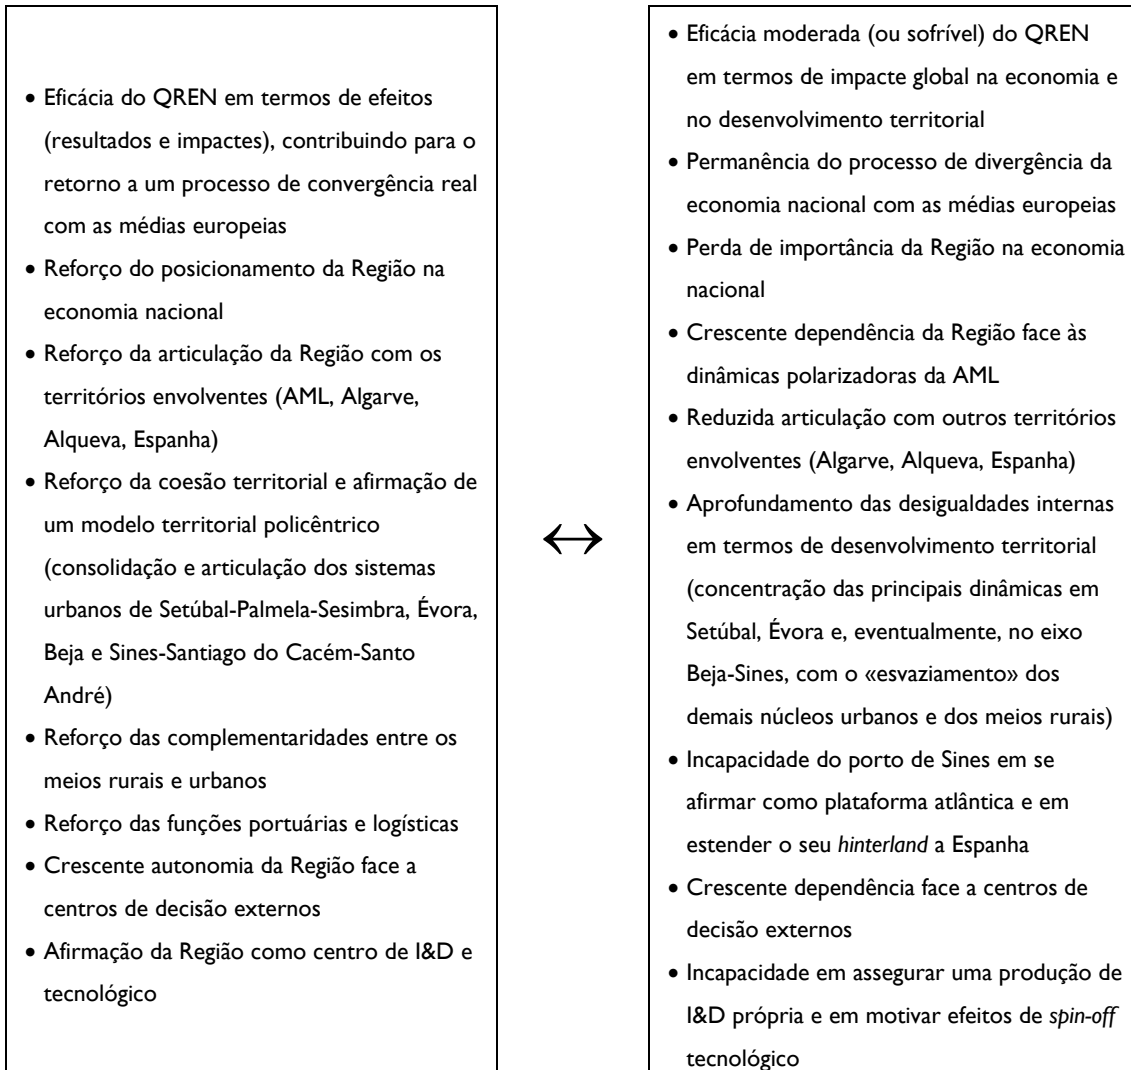 • Eficácia do QREN em termos de efeitos
(resultados e impactes), contribuindo para o
retorno a um processo de convergência real
com as médias europeias
• Reforço do posicionamento da Região na
economia nacional
• Reforço da articulação da Região com os
territórios envolventes (AML, Algarve,
Alqueva, Espanha)
• Reforço da coesão territorial e afirmação de
um modelo territorial policêntrico
(consolidação e articulação dos sistemas
urbanos de Setúbal-Palmela-Sesimbra, Évora,
Beja e Sines-Santiago do Cacém-Santo
André)
• Reforço das complementaridades entre os
meios rurais e urbanos
• Reforço das funções portuárias e logísticas
• Crescente autonomia da Região face a
centros de decisão externos
• Afirmação da Região como centro de I&D e
tecnológico
↔
• Eficácia moderada (ou sofrível) do QREN
em termos de impacte global na economia e
no desenvolvimento territorial
• Permanência do processo de divergência da
economia nacional com as médias europeias
• Perda de importância da Região na economia
nacional
• Crescente dependência da Região face às
dinâmicas polarizadoras da AML
• Reduzida articulação com outros territórios
envolventes (Algarve, Alqueva, Espanha)
• Aprofundamento das desigualdades internas
em termos de desenvolvimento territorial
(concentração das principais dinâmicas em
Setúbal, Évora e, eventualmente, no eixo
Beja-Sines, com o «esvaziamento» dos
demais núcleos urbanos e dos meios rurais)
• Incapacidade do porto de Sines em se
afirmar como plataforma atlântica e em
estender o seu hinterland a Espanha
• Crescente dependência face a centros de
decisão externos
• Incapacidade em assegurar uma produção de
I&D própria e em motivar efeitos de spin-off
tecnológico